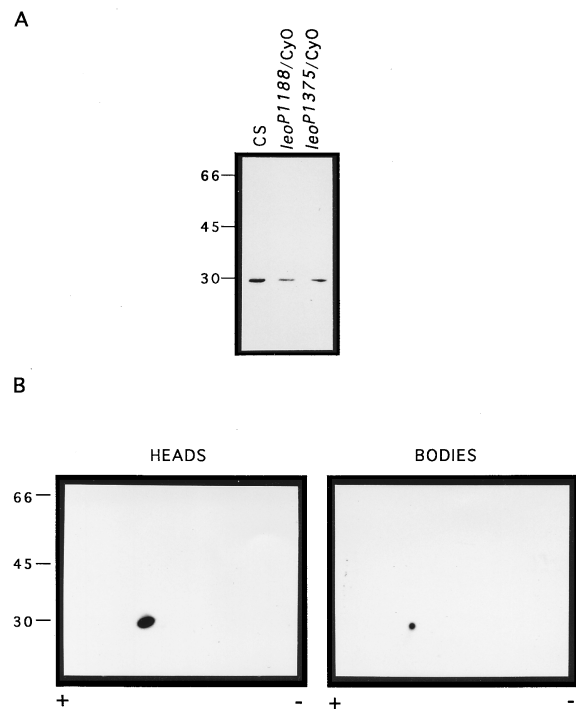 A
CS
leoP1188/CyO
leoP1375/CyO
66
45
30
B
HEADS
BODIES
66
45
30
+ -
+ -